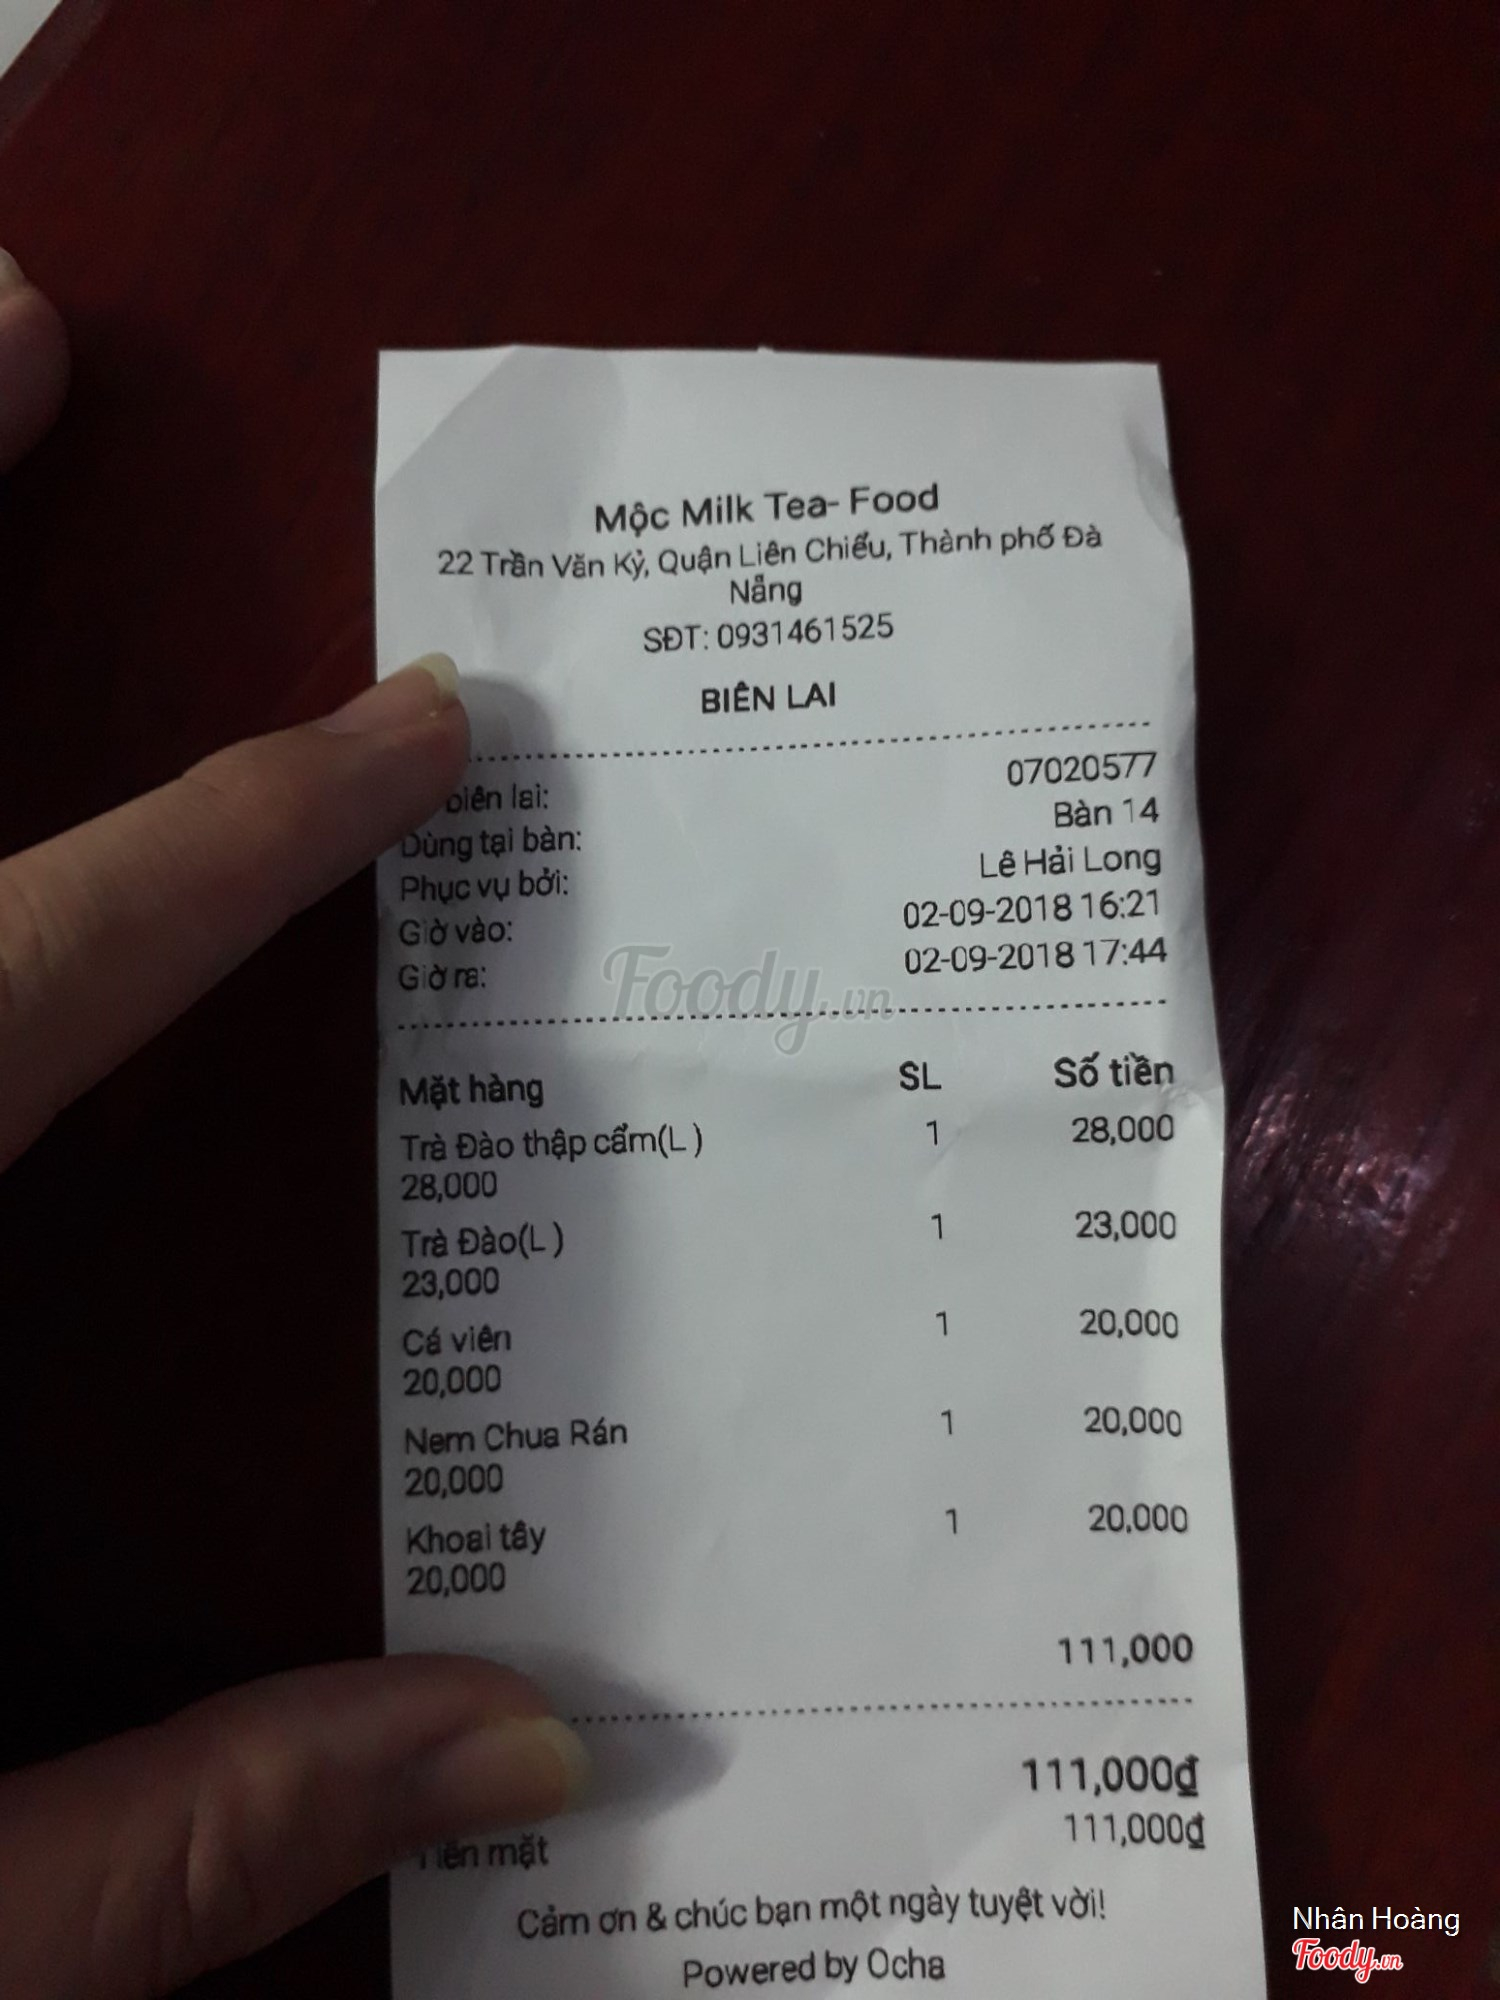 Mộc Milk Tea- Food
22 Trần Văn Kỷ, Quận Liên Chiểu, Thành phố Đà
Nẵng
SĐT: 0931461525
BIÊN LAI
biên lai: 07020577
Dùng tại bàn: Bàn 14
Phục vụ bởi: Lê Hải Long
Giờ vào: 02-09-2018 16:21
Giờ ra: 02-09-2018 17:44
Foody.vn
Mặt hàng SL Số tiền
Trà Đào thập cẩm(L ) 1 28,000
28,000
Trà Đào(L ) 1 23,000
23,000
Cá viên 1 20,000
20,000
Nem Chua Rán 1 20,000
20,000
Khoai tây 1 20,000
20,000
111,000
111,000₫
Tiền mặt 111,000₫
Cảm ơn & chúc bạn một ngày tuyệt vời!
Powered by Ocha
Nhân Hoàng
Foody.vn